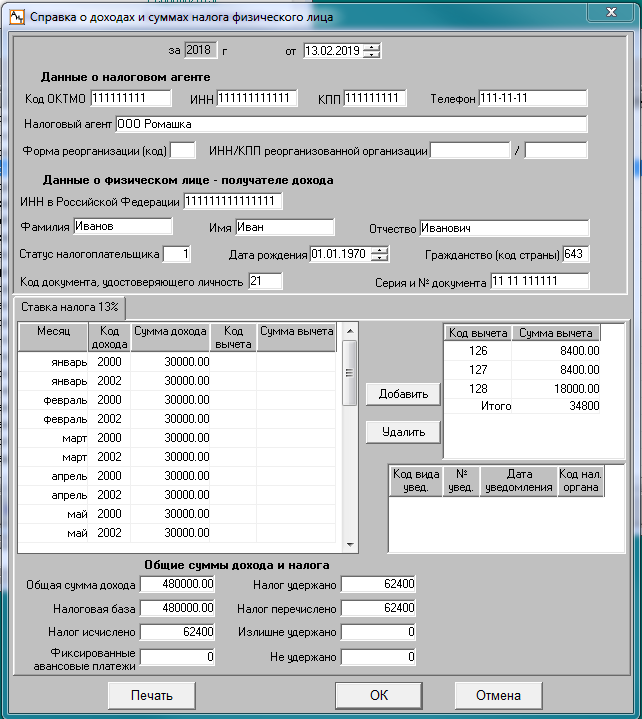 Справка о доходах и суммах налога физического лица
за 2018 г от 13.02.2019
Данные о налоговом агенте
Код ОКТМО 111111111 ИНН 111111111111 КПП 111111111 Телефон 111-11-11
Налоговый агент ООО Ромашка
Форма реорганизации (код) ИНН/КПП реорганизованной организации /
Данные о физическом лице - получателе дохода
ИНН в Российской Федерации 11111111111111
Фамилия Иванов Имя Иван Отчество Иванович
Статус налогоплательщика 1 Дата рождения 01.01.1970 Гражданство (код страны) 643
Код документа, удостоверяющего личность 21 Серия и № документа 11 11 111111
Ставка налога 13%
Месяц Код дохода Сумма дохода Код вычета Сумма вычета
январь 2000 30000.00
январь 2002 30000.00
февраль 2000 30000.00
февраль 2002 30000.00
март 2000 30000.00
март 2002 30000.00
апрель 2000 30000.00
апрель 2002 30000.00
май 2000 30000.00
май 2002 30000.00
Добавить
Удалить
Код вычета Сумма вычета
126 8400.00
127 8400.00
128 18000.00
Итого 34800
Код вида увед. № увед. Дата уведомления Код нал. органа
Общие суммы дохода и налога
Общая сумма дохода 480000.00 Налог удержано 62400
Налоговая база 480000.00 Налог перечислено 62400
Налог исчислено 62400 Излишне удержано 0
Фиксированные авансовые платежи 0 Не удержано 0
Печать OK Отмена